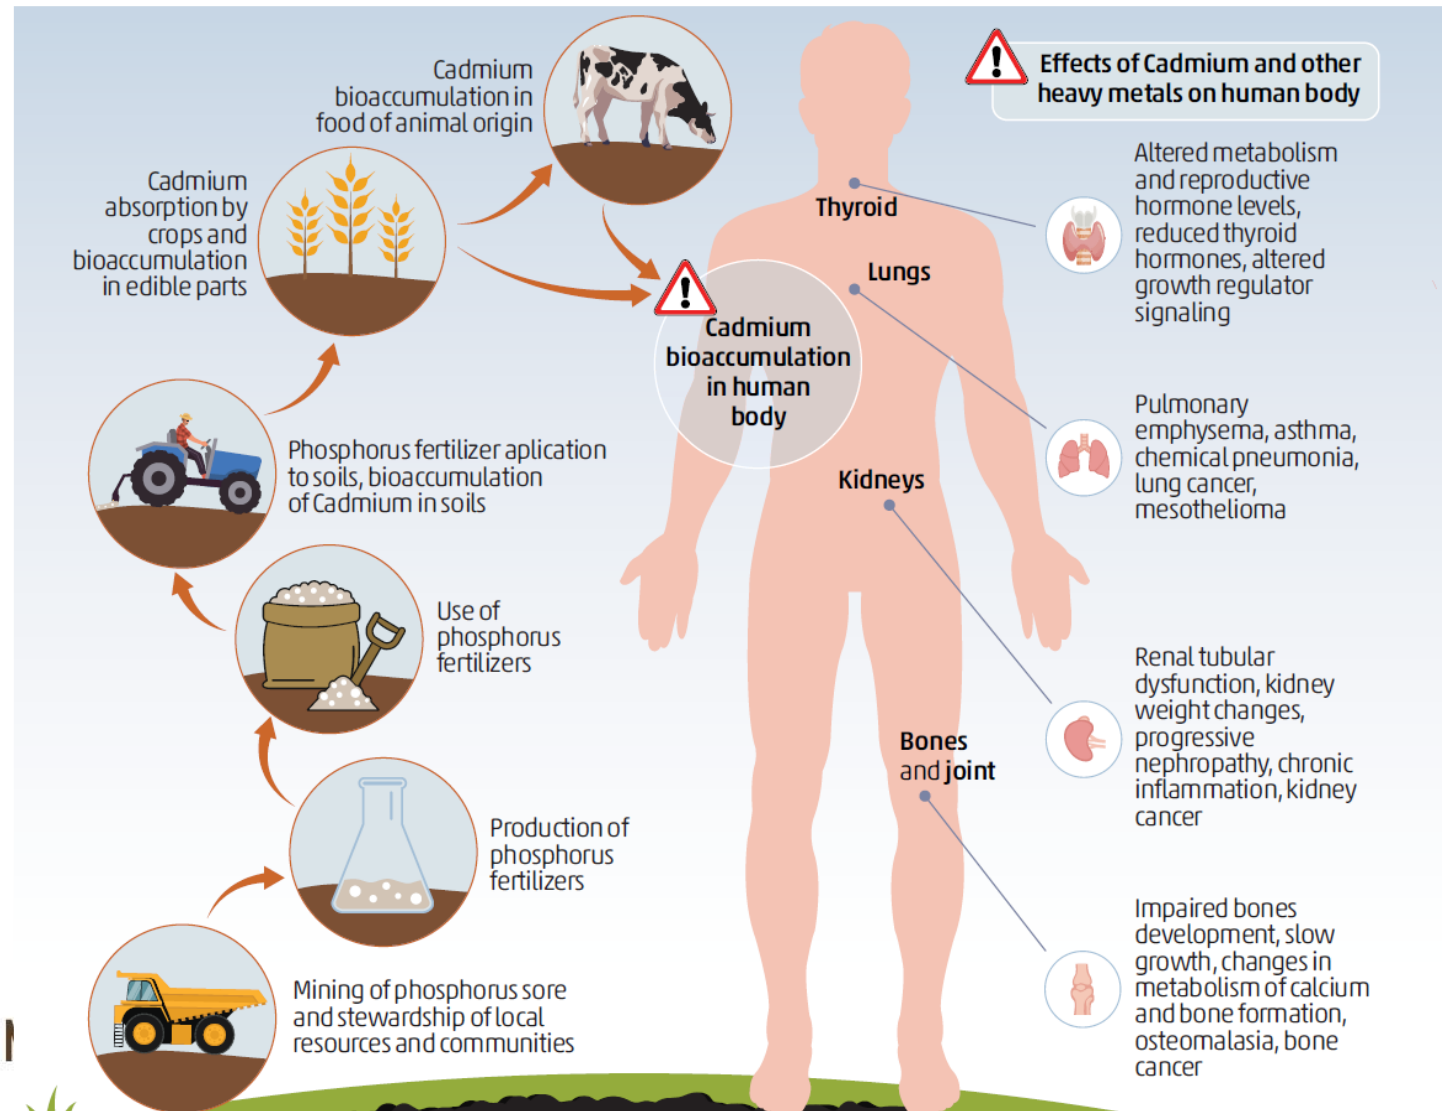 Cadmium
bioaccumulation in
food of animal origin
Cadmium
absorption by
crops and
bioaccumulation
in edible parts
Phosphorus fertilizer aplication
to soils, bioaccumulation
of Cadmium in soils
Use of
phosphorus
fertilizers
Production of
phosphorus
fertilizers
Mining of phosphorus sore
and stewardship of local
resources and communities
Cadmium
bioaccumulation
in human
body
Thyroid
Lungs
Kidneys
Bones
and joint
Effects of Cadmium and other
heavy metals on human body
Altered metabolism
and reproductive
hormone levels,
reduced thyroid
hormones, altered
growth regulator
signaling
Pulmonary
emphysema, asthma,
chemical pneumonia,
lung cancer,
mesothelioma
Renal tubular
dysfunction, kidney
weight changes,
progressive
nephropathy, chronic
inflammation, kidney
cancer
Impaired bones
development, slow
growth, changes in
metabolism of calcium
and bone formation,
osteomalasia, bone
cancer